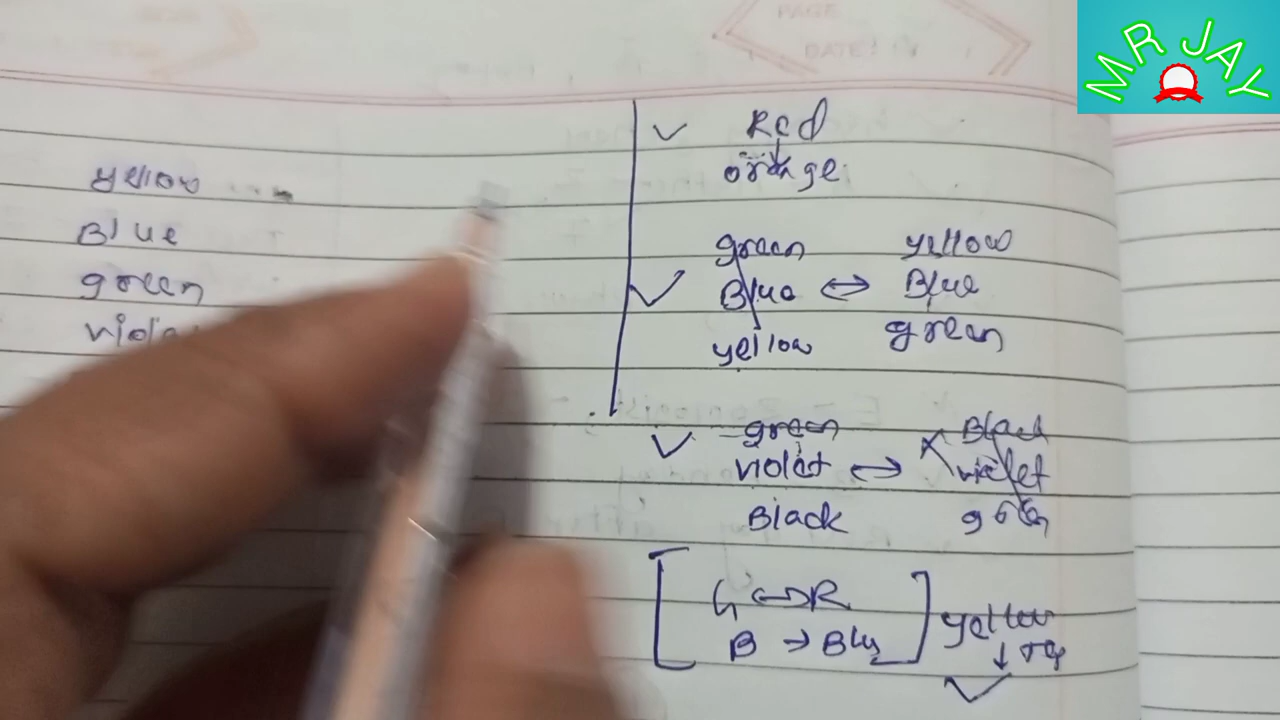 MR JAY
PAGE
DATE:
yellow
Blue
green
Red
orange
green yellow
Blue ↔ Blue
yellow green
green Black
violet ↔ violet
Black green
G ↔ R
B → Blu
yellow
↓